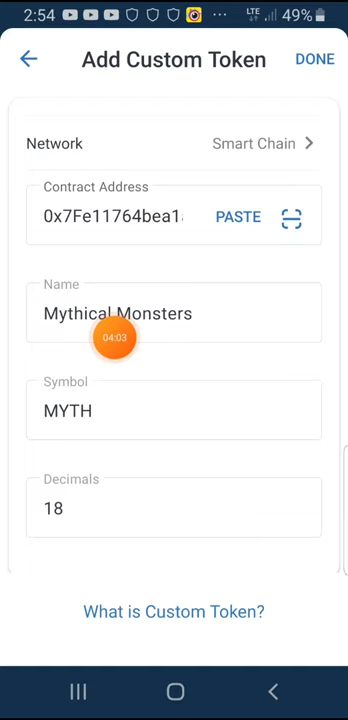 2:54 LTE 49%
Add Custom Token DONE
Network Smart Chain
Contract Address
0x7Fe11764bea1 PASTE
Name
Mythical Monsters
04:03
Symbol
MYTH
Decimals
18
What is Custom Token?